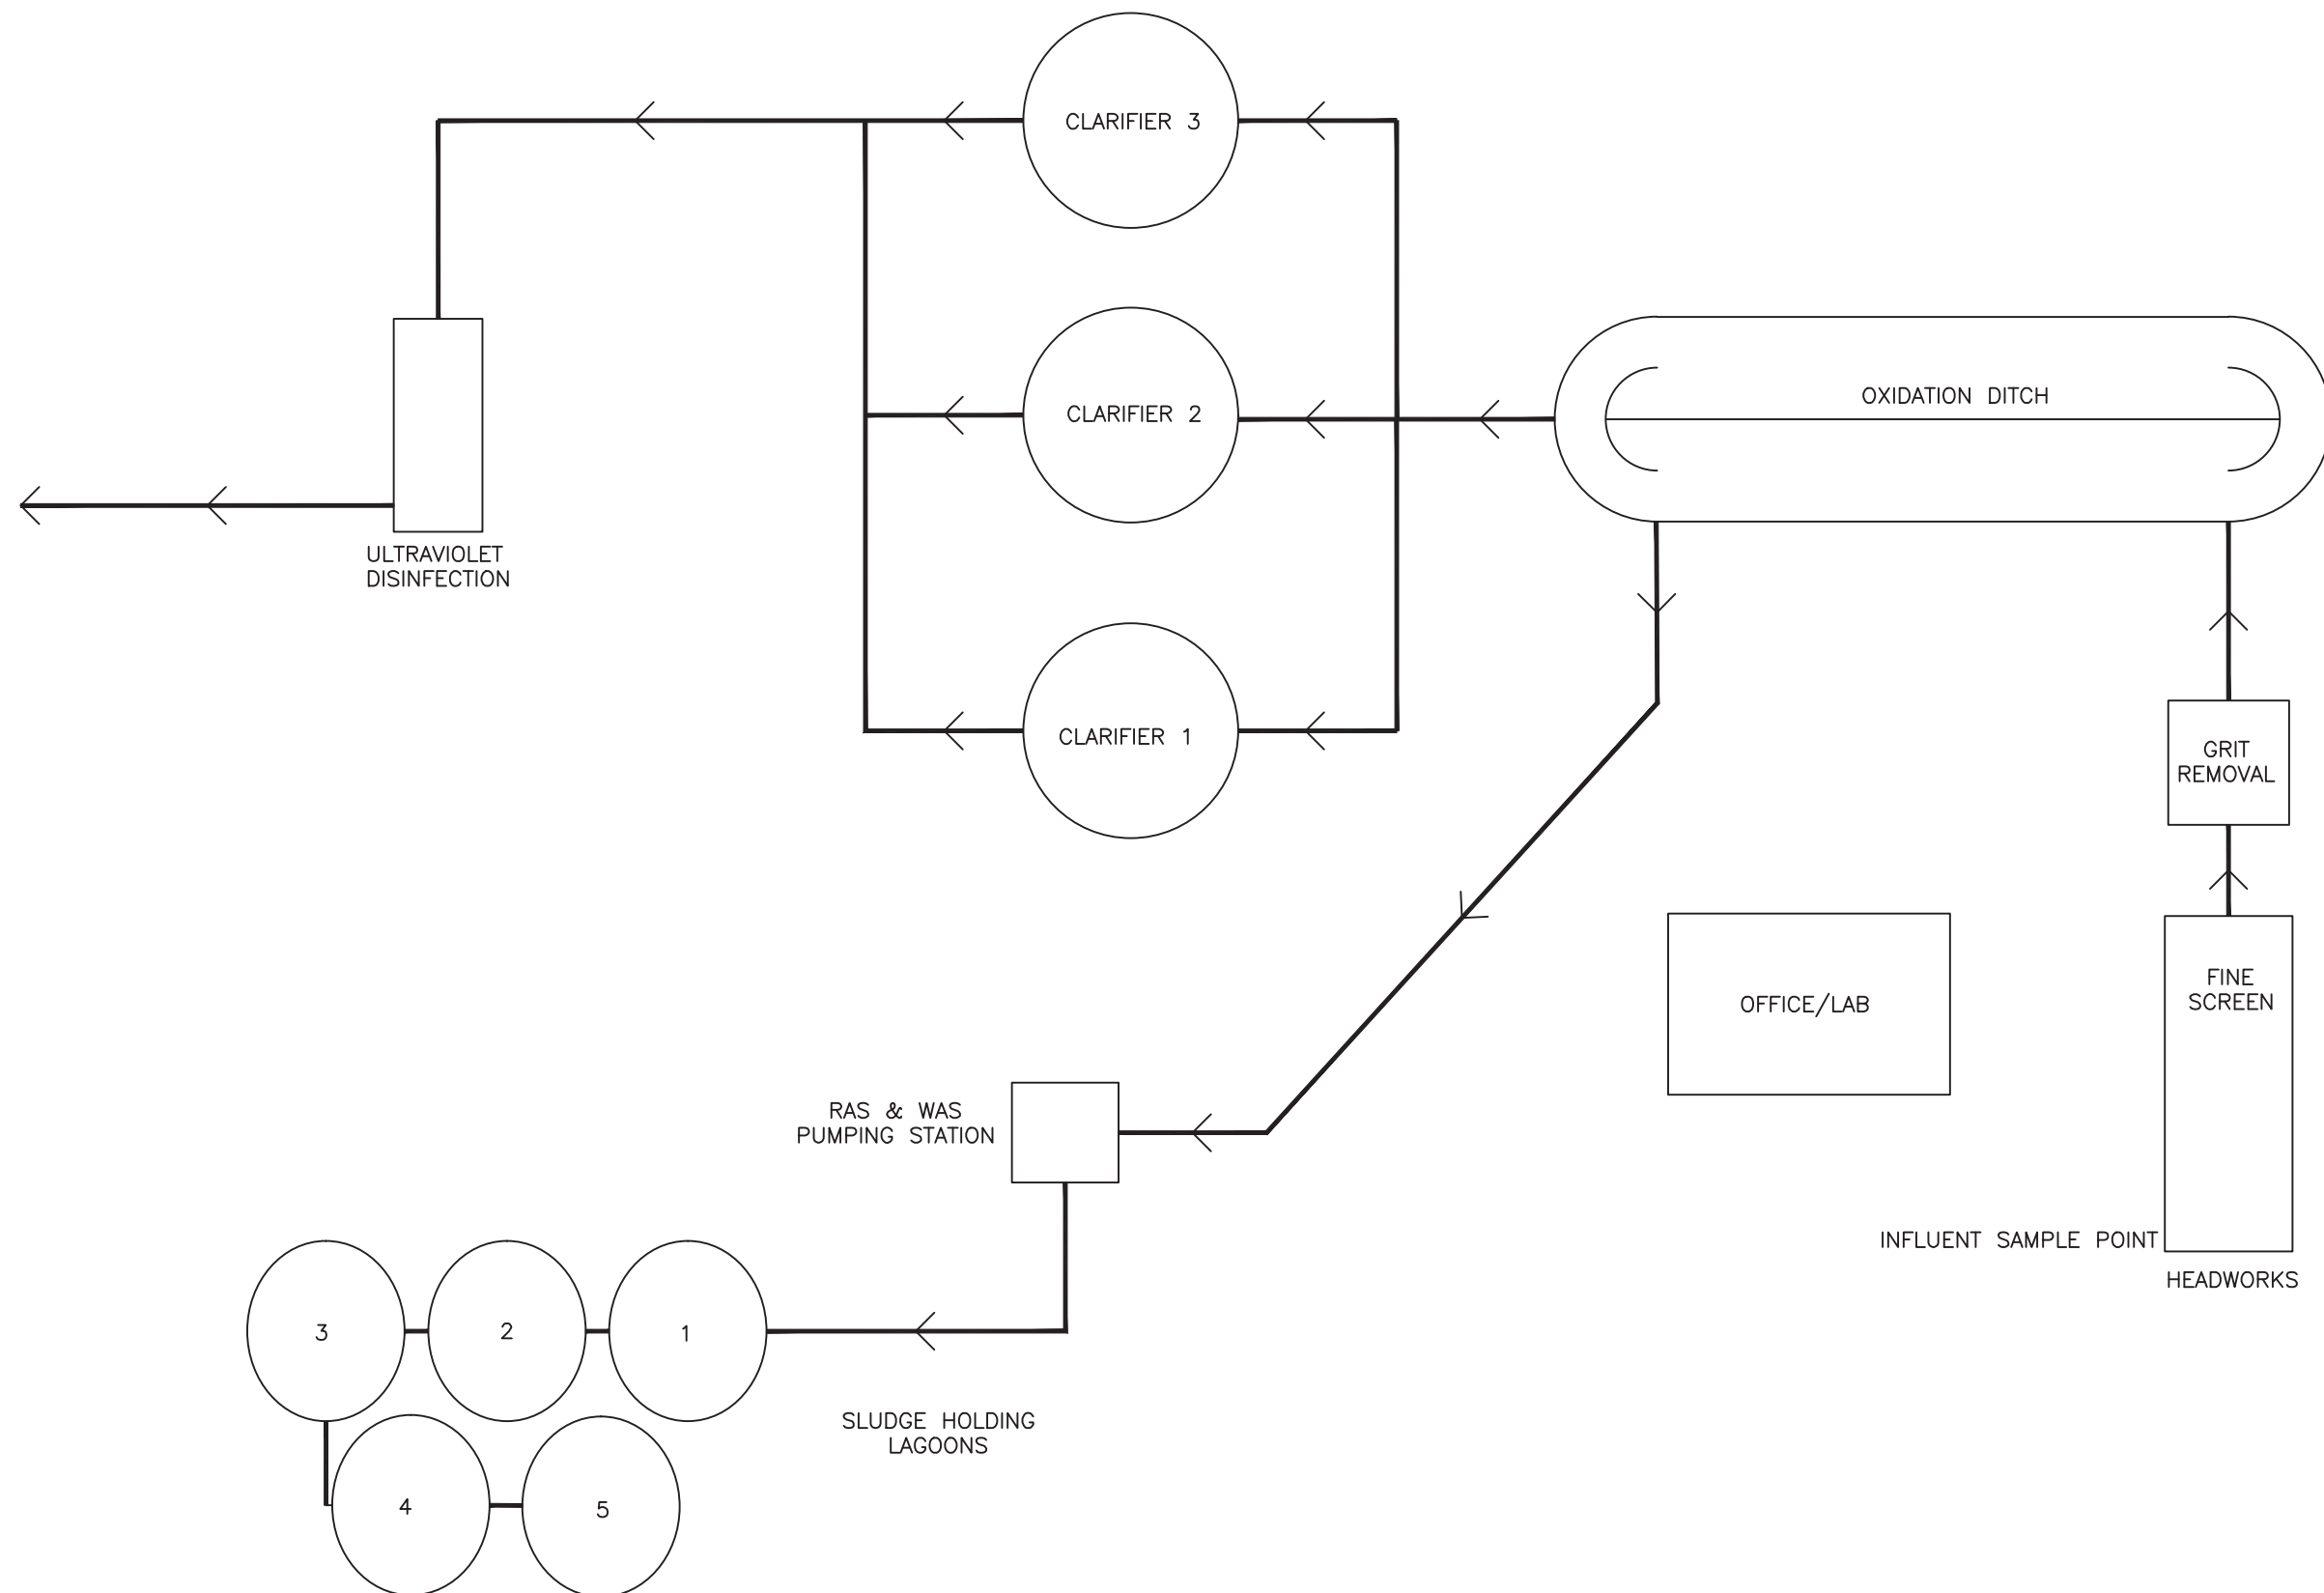 CLARIFIER 3
CLARIFIER 2
OXIDATION DITCH
ULTRAVIOLET
DISINFECTION
CLARIFIER 1
GRIT
REMOVAL
FINE
SCREEN
OFFICE/LAB
RAS & WAS
PUMPING STATION
INFLUENT SAMPLE POINT
HEADWORKS
3
2
1
SLUDGE HOLDING
LAGOONS
4
5